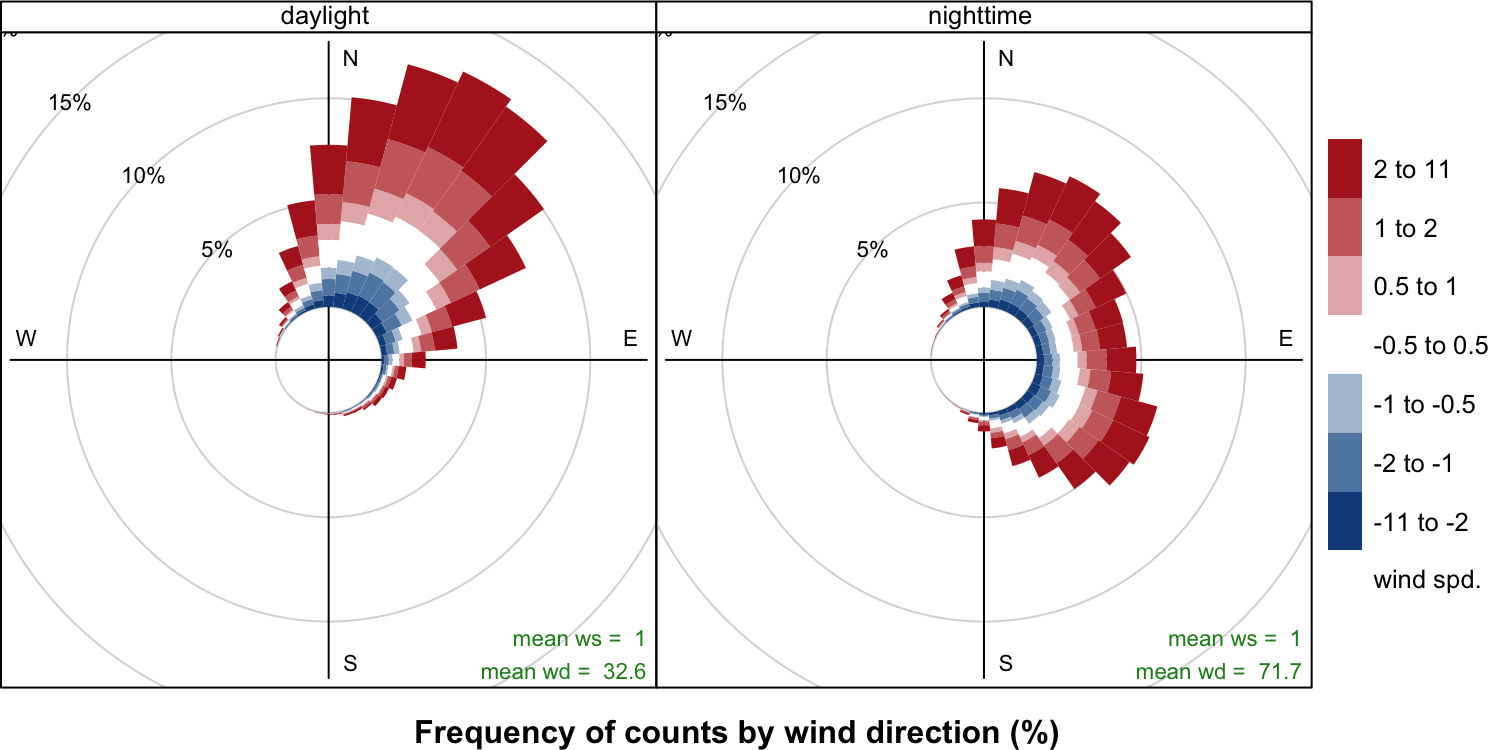 daylight
nighttime
%
%
N
15%
10%
5%
W
E
S
mean ws = 1
mean wd = 32.6
N
15%
10%
5%
W
E
S
mean ws = 1
mean wd = 71.7
2 to 11
1 to 2
0.5 to 1
-0.5 to 0.5
-1 to -0.5
-2 to -1
-11 to -2
wind spd.
Frequency of counts by wind direction (%)